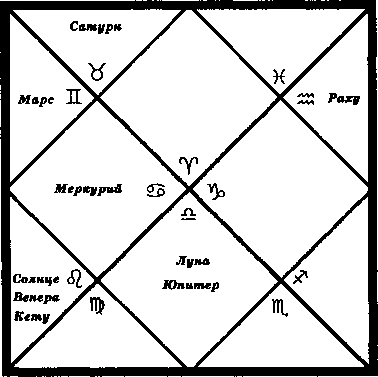 Сатурн
♉ ♓
Марс ♊ ♒ Раху
♈
Меркурий ♋ ♑
♎
Луна
Юпитер
Солнце ♌ ♐
Венера
Кету ♍ ♏